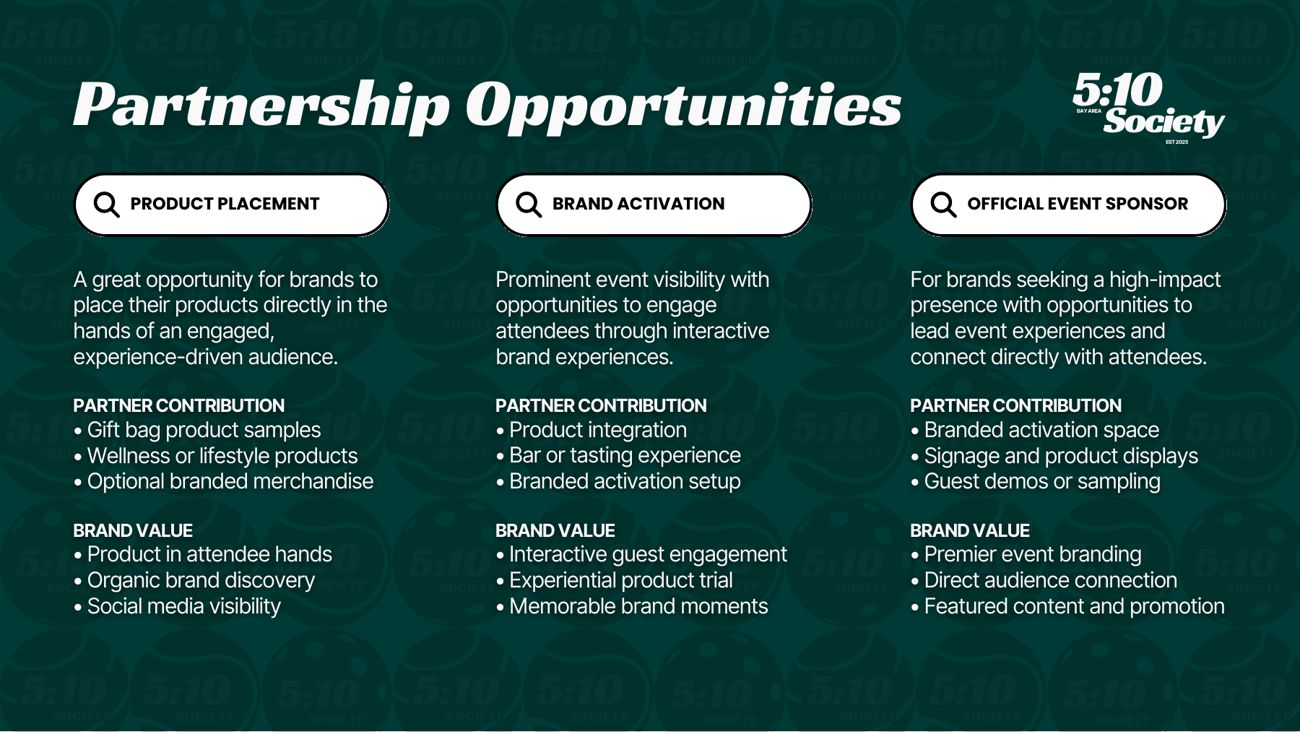 Partnership Opportunities
5:10
BAY AREA
Society
EST 2025
PRODUCT PLACEMENT
A great opportunity for brands to
place their products directly in the
hands of an engaged,
experience-driven audience.
PARTNER CONTRIBUTION
• Gift bag product samples
• Wellness or lifestyle products
• Optional branded merchandise
BRAND VALUE
• Product in attendee hands
• Organic brand discovery
• Social media visibility
BRAND ACTIVATION
Prominent event visibility with
opportunities to engage
attendees through interactive
brand experiences.
PARTNER CONTRIBUTION
• Product integration
• Bar or tasting experience
• Branded activation setup
BRAND VALUE
• Interactive guest engagement
• Experiential product trial
• Memorable brand moments
OFFICIAL EVENT SPONSOR
For brands seeking a high-impact
presence with opportunities to
lead event experiences and
connect directly with attendees.
PARTNER CONTRIBUTION
• Branded activation space
• Signage and product displays
• Guest demos or sampling
BRAND VALUE
• Premier event branding
• Direct audience connection
• Featured content and promotion